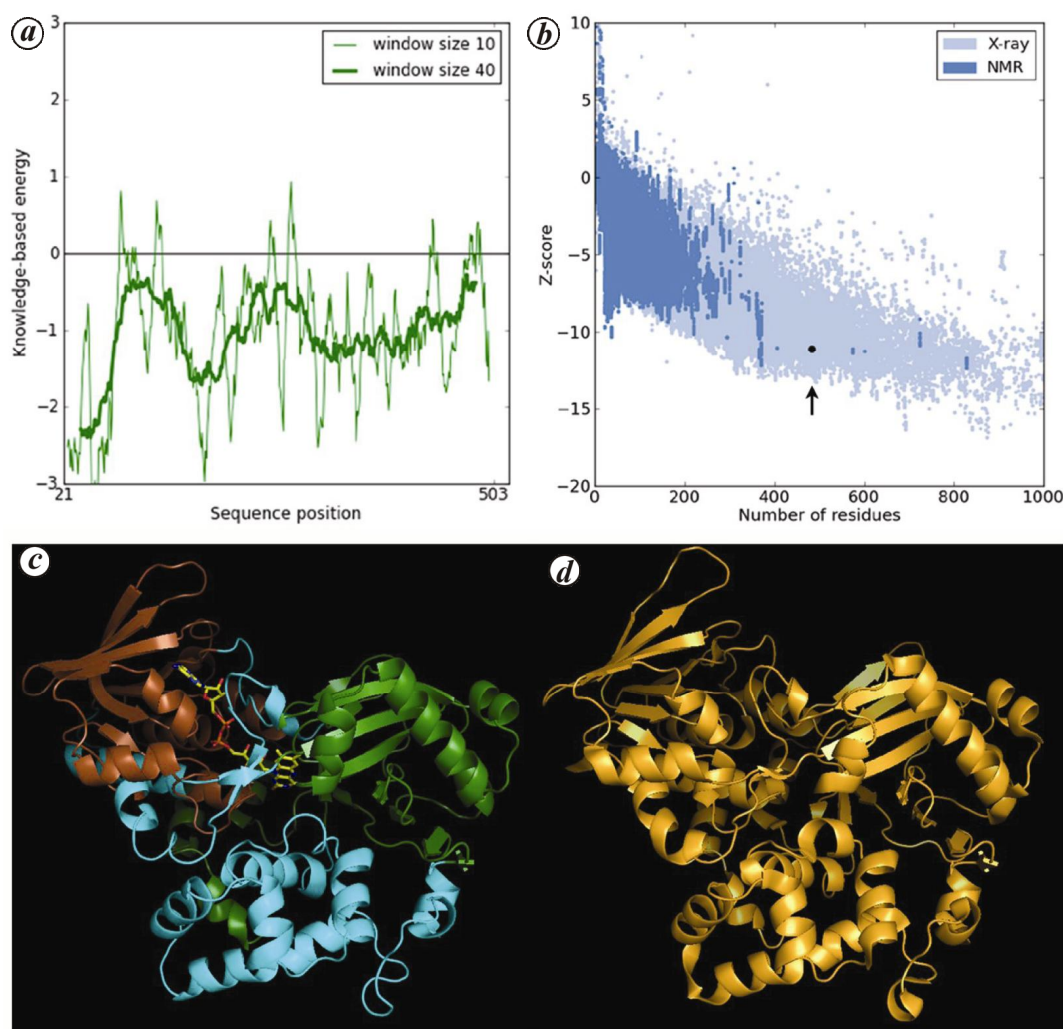 a
3
2
1
0
−1
−2
−3
21
503
Knowledge-based energy
Sequence position
window size 10
window size 40
b
10
5
0
−5
−10
−15
−20
0
200
400
600
800
1000
Z-score
Number of residues
X-ray
NMR
c
d